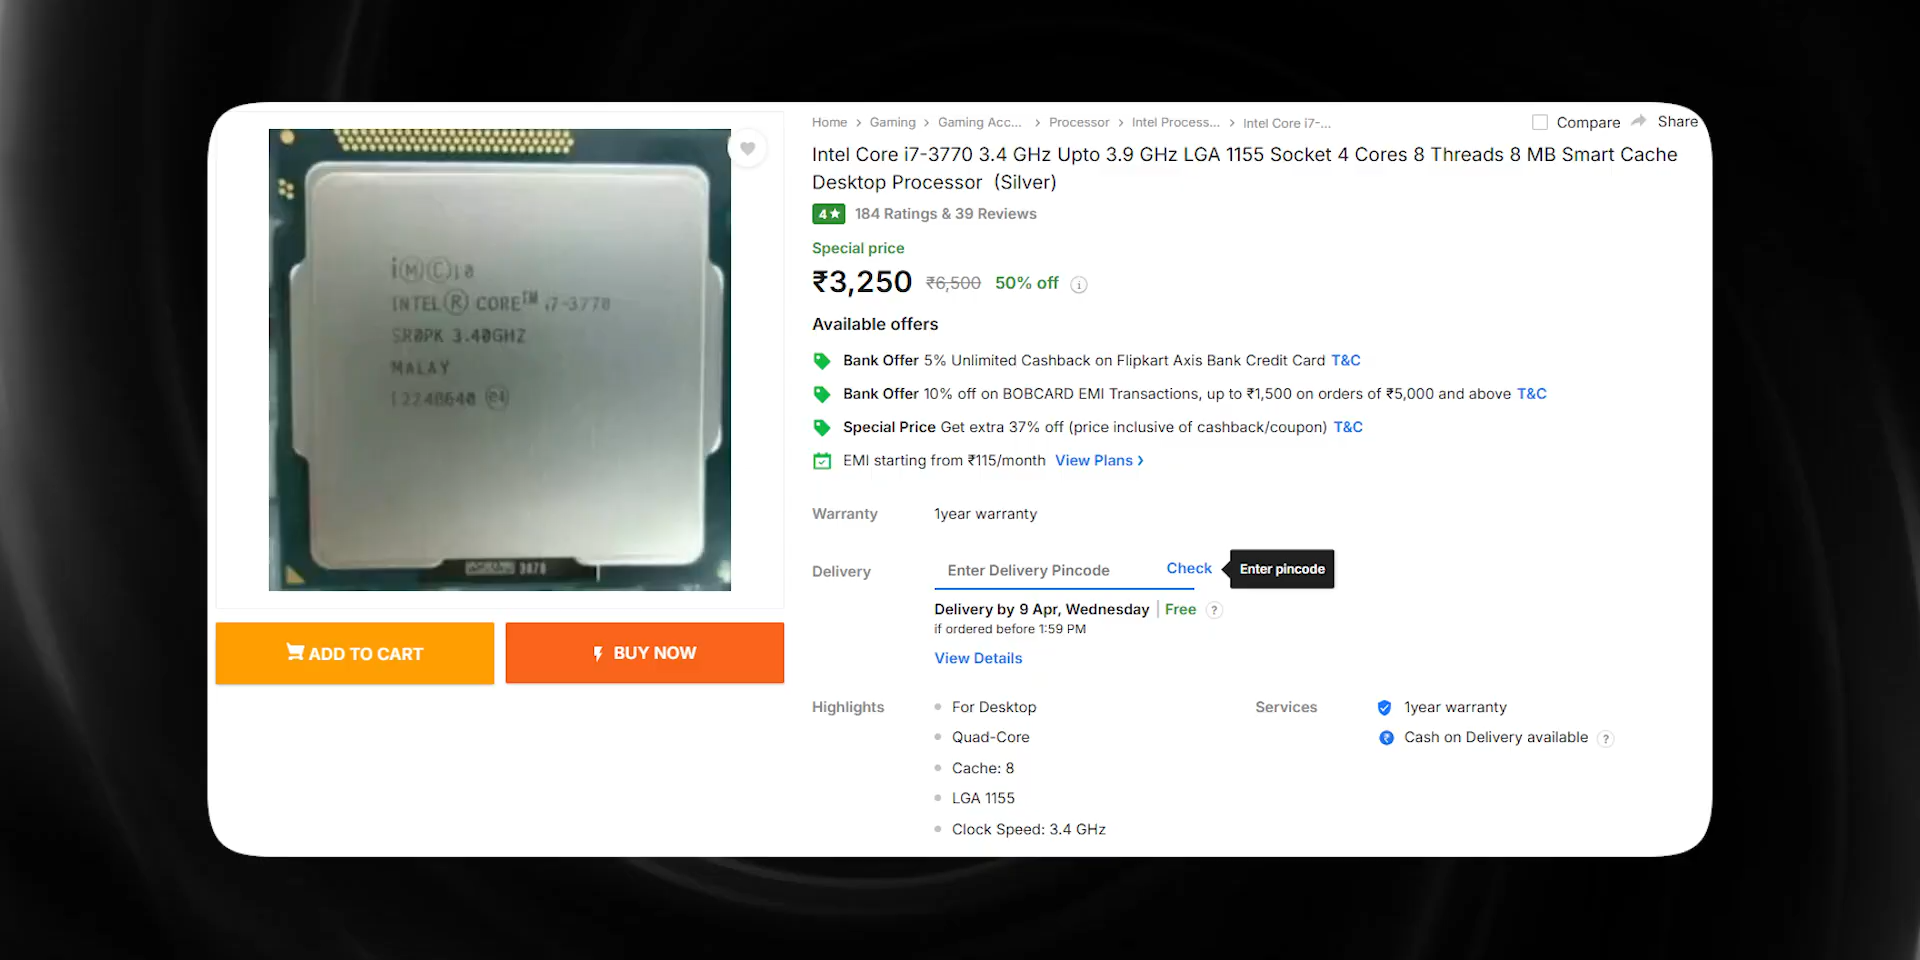 i Ⓜ Ⓒ 10
INTEL® CORE™ i7-3770
SR0PK 3.40GHZ
MALAY
e4
ADD TO CART
BUY NOW
Home > Gaming > Gaming Acc... > Processor > Intel Process... > Intel Core i7-...
Compare Share
Intel Core i7-3770 3.4 GHz Upto 3.9 GHz LGA 1155 Socket 4 Cores 8 Threads 8 MB Smart Cache
Desktop Processor (Silver)
4★ 184 Ratings & 39 Reviews
Special price
₹3,250 ₹6,500 50% off i
Available offers
Bank Offer 5% Unlimited Cashback on Flipkart Axis Bank Credit Card T&C
Bank Offer 10% off on BOBCARD EMI Transactions, up to ₹1,500 on orders of ₹5,000 and above T&C
Special Price Get extra 37% off (price inclusive of cashback/coupon) T&C
EMI starting from ₹115/month View Plans >
Warranty 1year warranty
Delivery Enter Delivery Pincode Check Enter pincode
Delivery by 9 Apr, Wednesday | Free ?
if ordered before 1:59 PM
View Details
Highlights
For Desktop
Quad-Core
Cache: 8
LGA 1155
Clock Speed: 3.4 GHz
Services
1year warranty
Cash on Delivery available ?